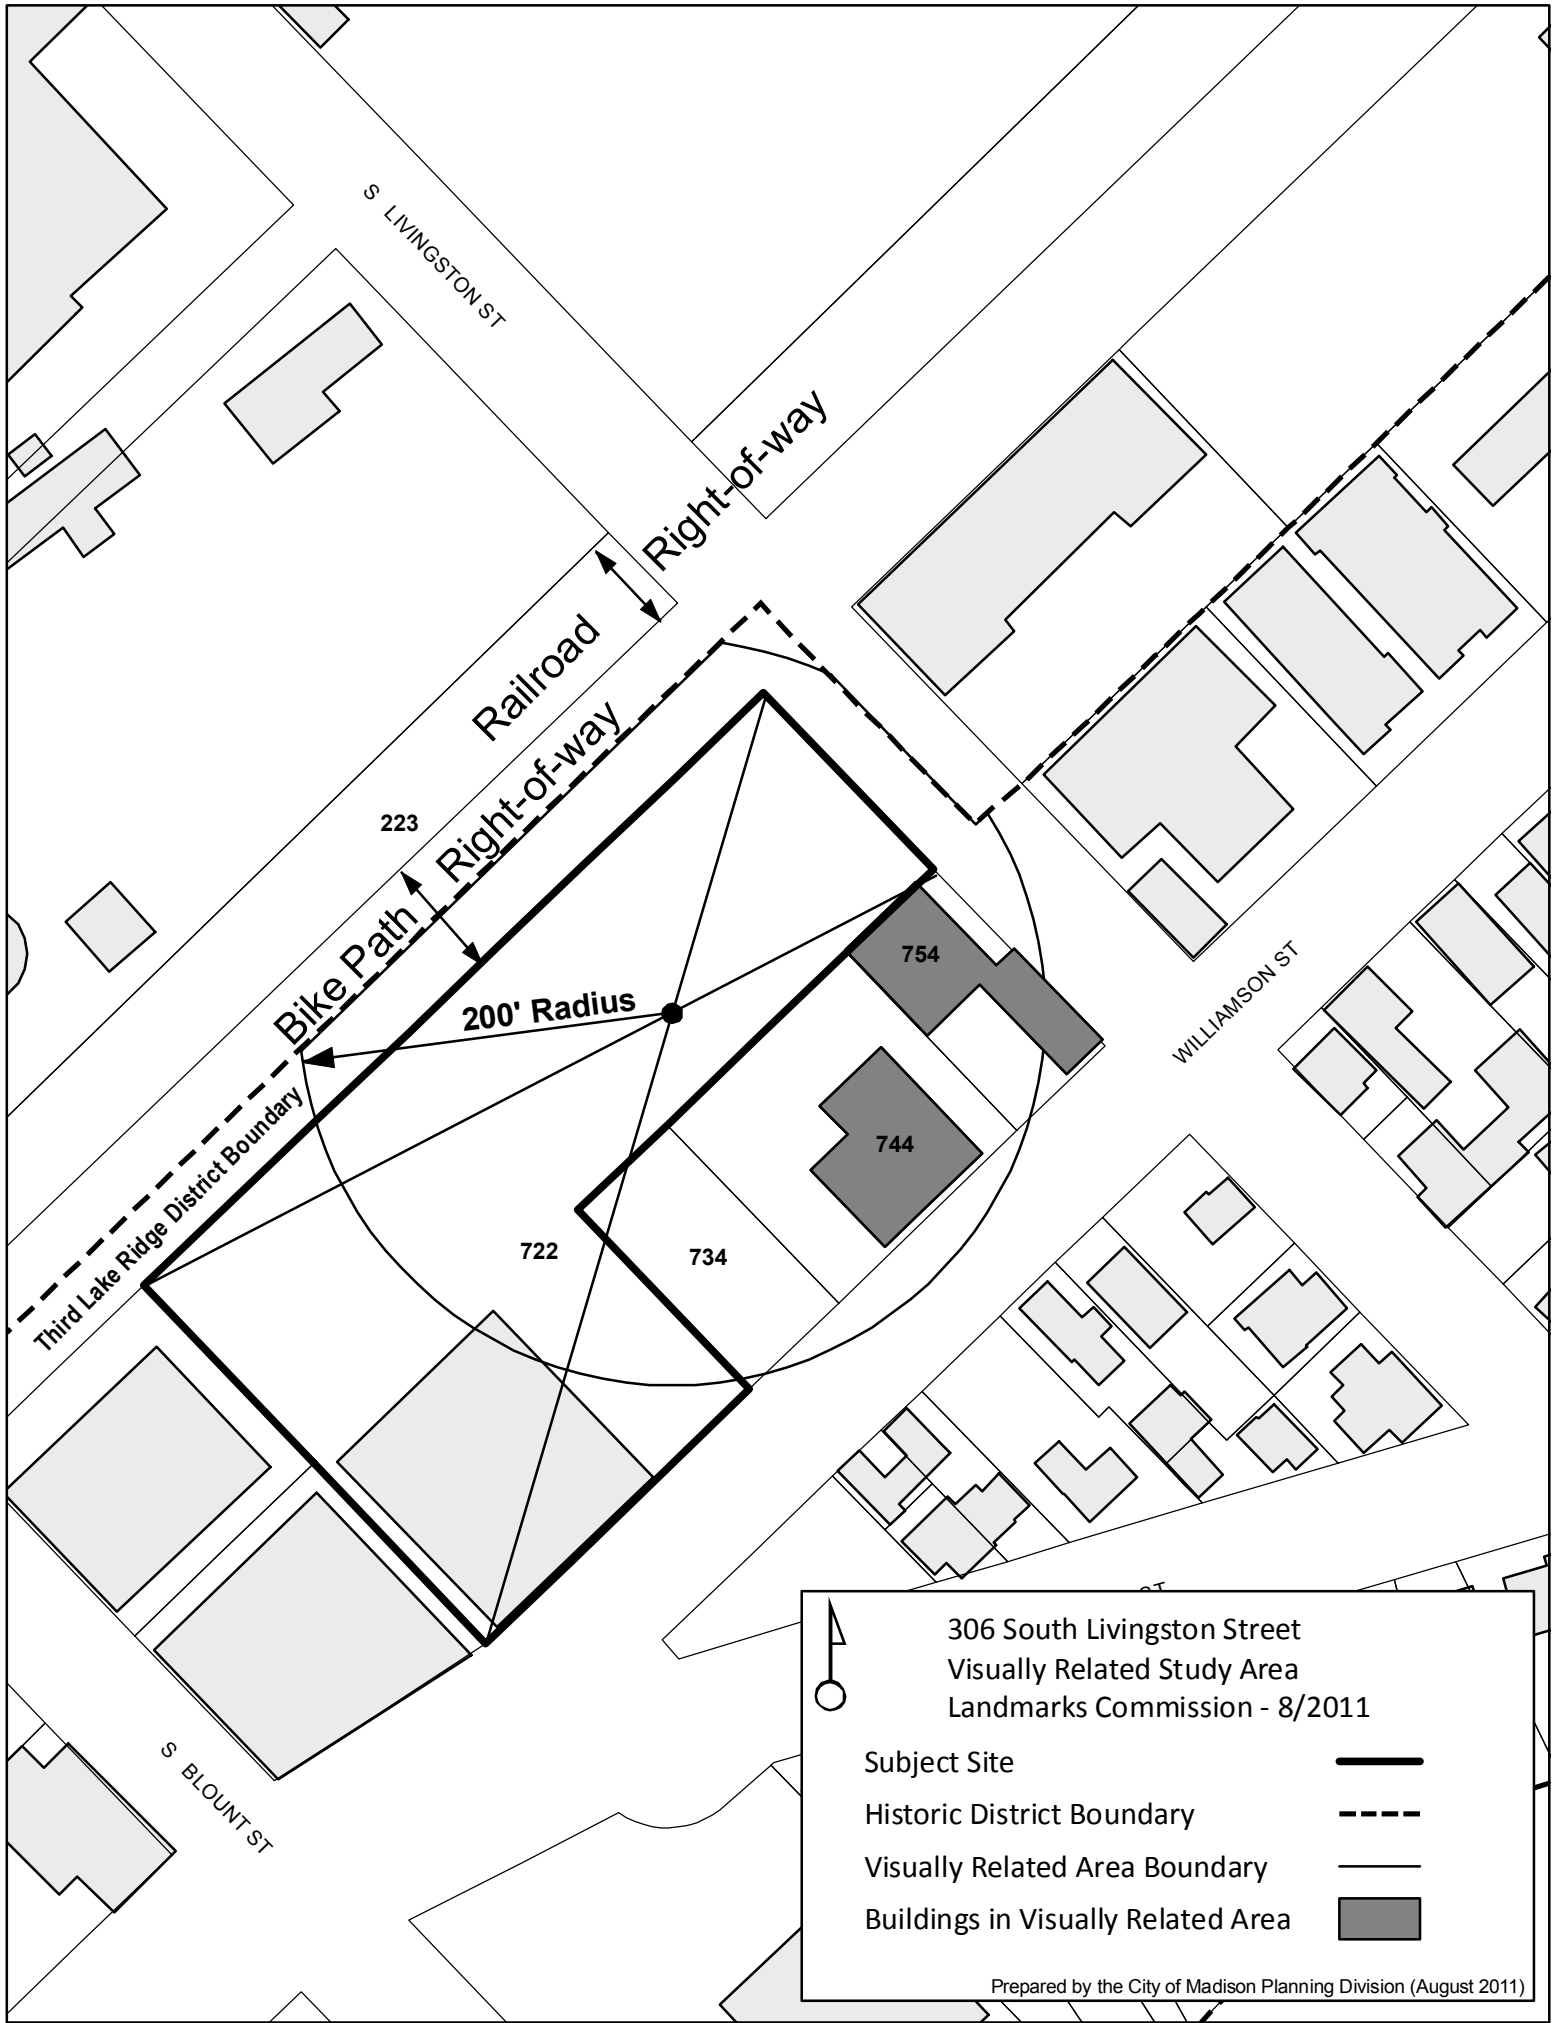 S LIVINGSTON ST
Railroad Right-of-way
223
Bike Path Right-of-way
754
200' Radius
WILLIAMSON ST
Third Lake Ridge District Boundary
744
722
734
S BLOUNT ST
ST
306 South Livingston Street
Visually Related Study Area
Landmarks Commission - 8/2011
Subject Site
Historic District Boundary
Visually Related Area Boundary
Buildings in Visually Related Area
Prepared by the City of Madison Planning Division (August 2011)